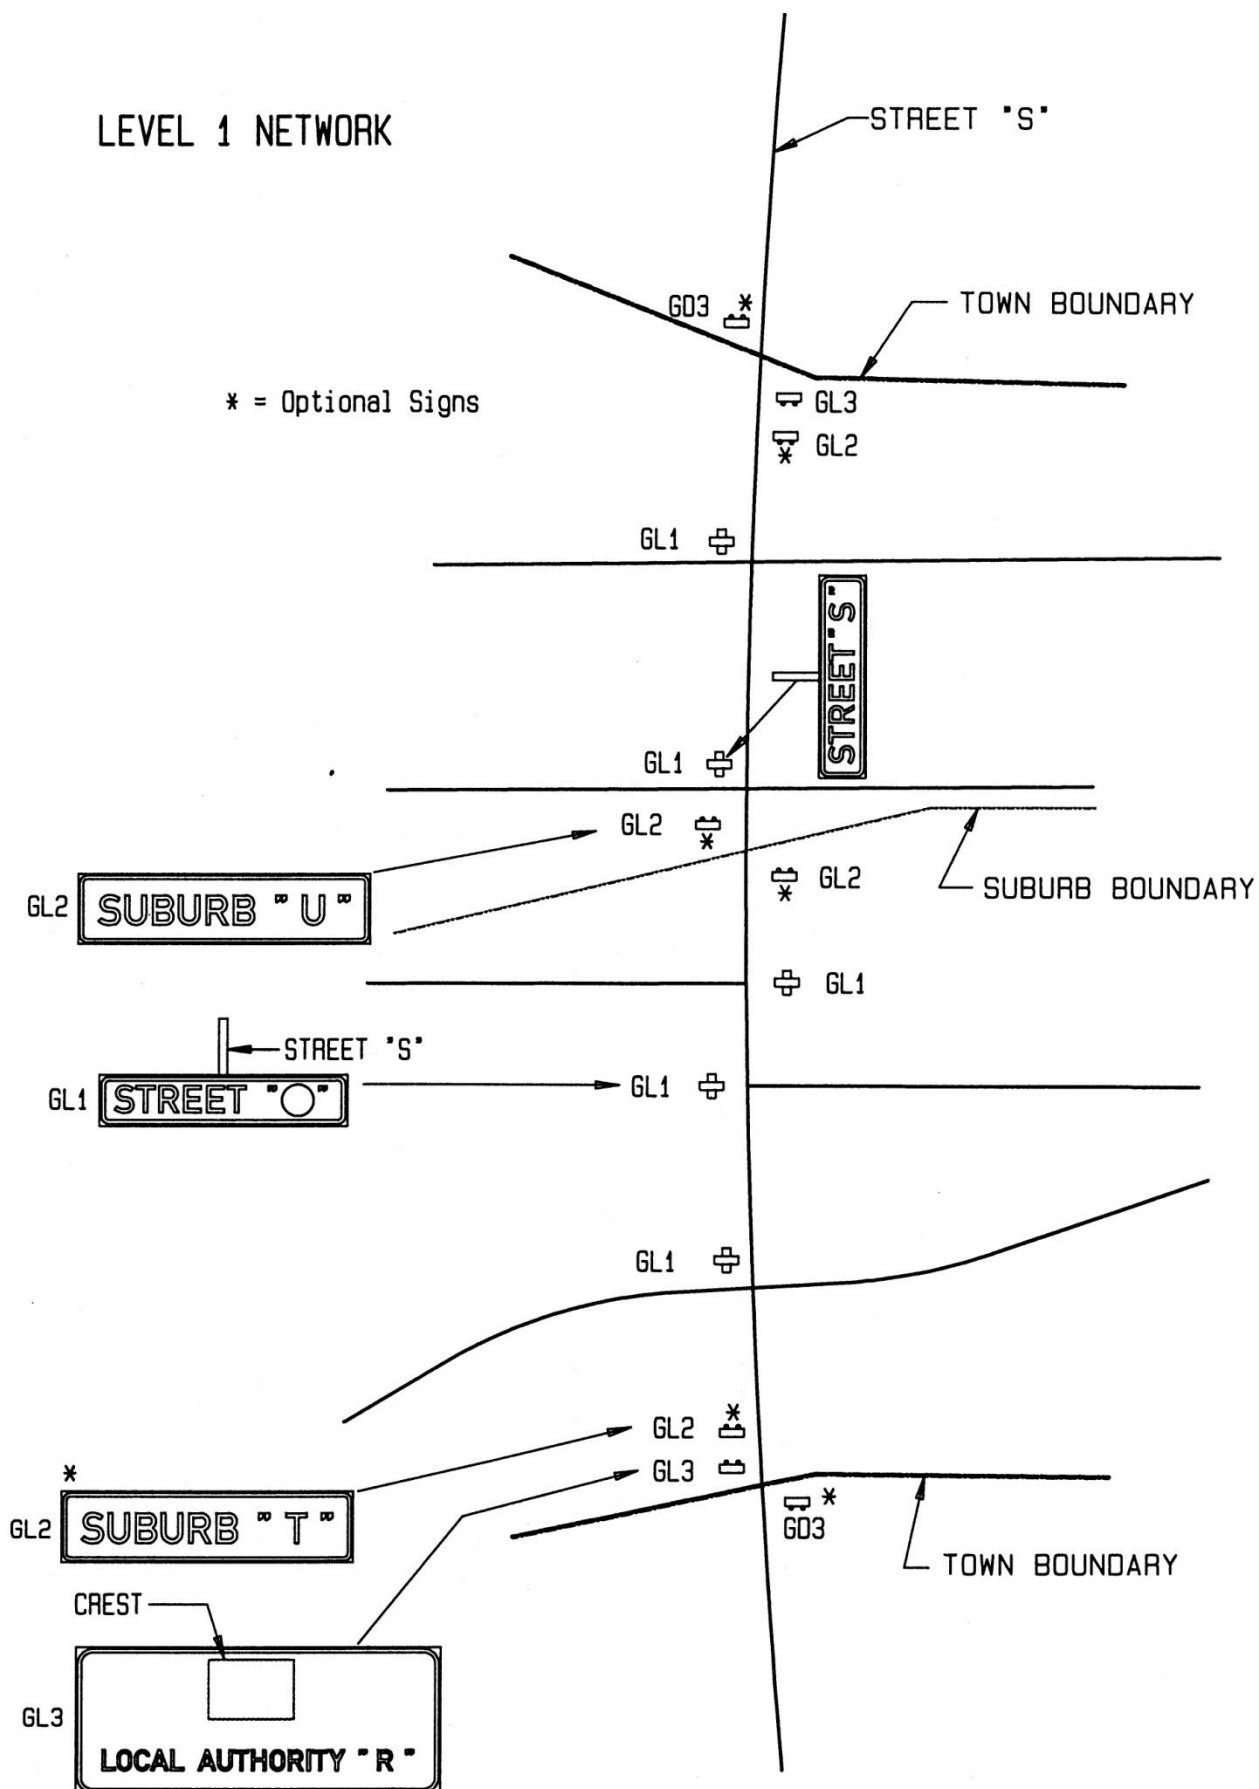 LEVEL 1 NETWORK
STREET "S"
GD3 *
TOWN BOUNDARY
* = Optional Signs
GL3
GL2
*
GL1
STREET "S"
GL1
GL2
*
GL2
*
SUBURB BOUNDARY
GL2 SUBURB "U"
GL1
STREET "S"
GL1 STREET "O"
GL1
GL1
*
GL2
GL3
*
GL2 SUBURB "T"
*
GD3
TOWN BOUNDARY
CREST
GL3
LOCAL AUTHORITY "R"